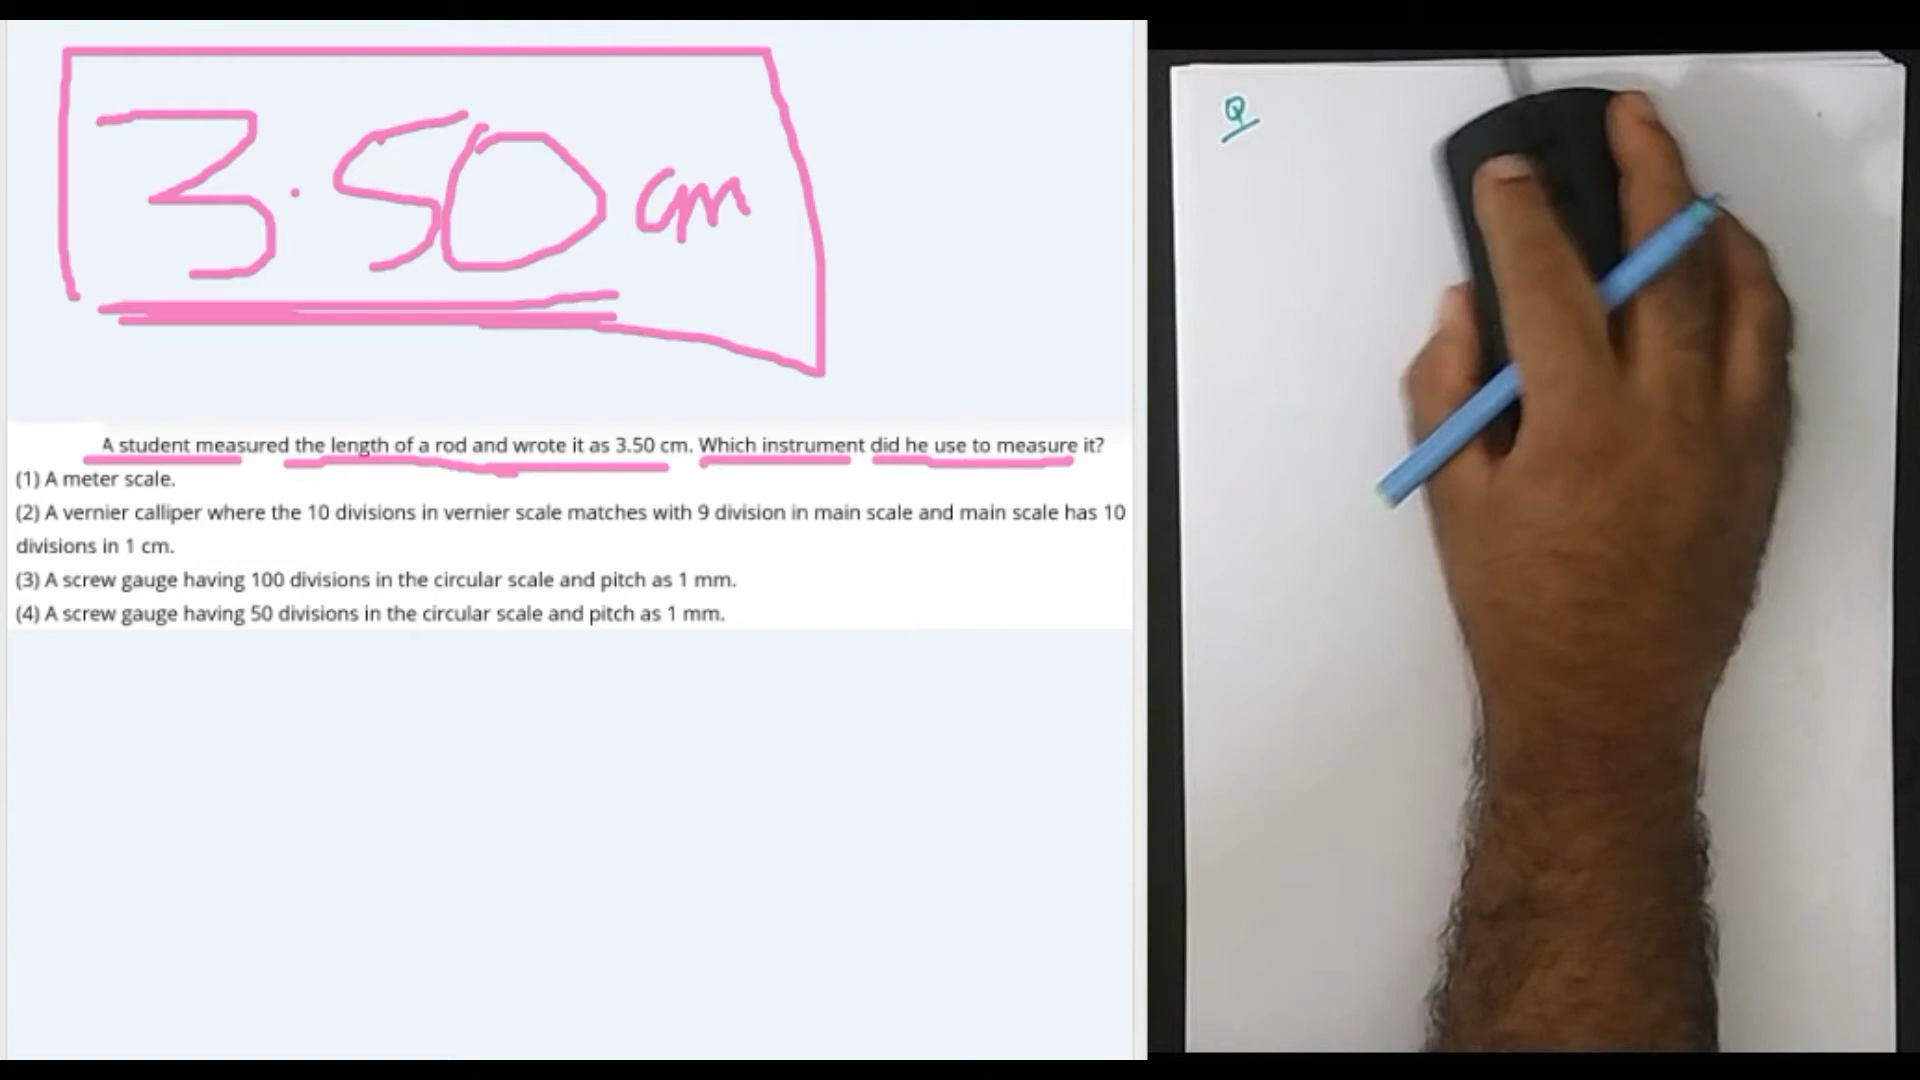 3.50 cm
A student measured the length of a rod and wrote it as 3.50 cm. Which instrument did he use to measure it?
(1) A meter scale.
(2) A vernier calliper where the 10 divisions in vernier scale matches with 9 division in main scale and main scale has 10
divisions in 1 cm.
(3) A screw gauge having 100 divisions in the circular scale and pitch as 1 mm.
(4) A screw gauge having 50 divisions in the circular scale and pitch as 1 mm.
Q